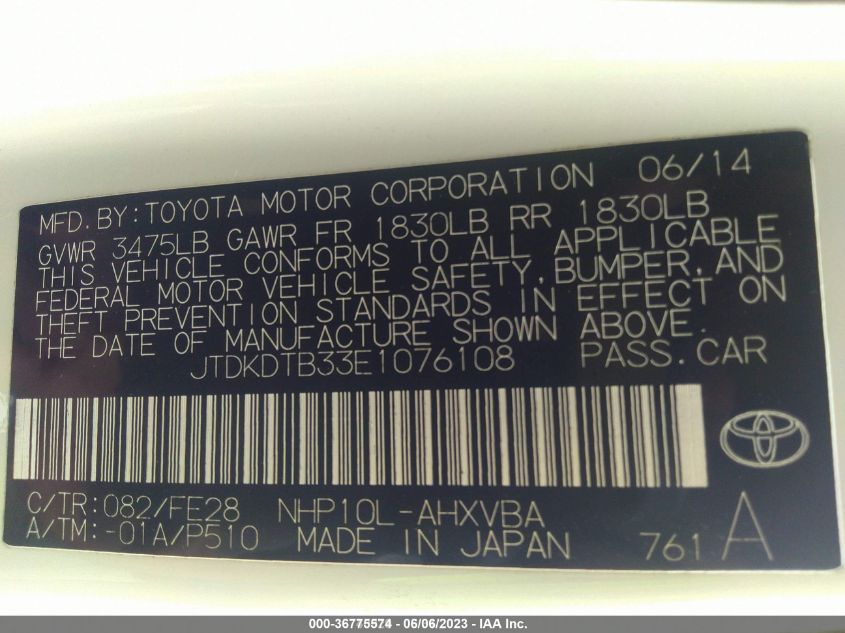 MFD. BY: TOYOTA MOTOR CORPORATION 06/14
GVWR 3475LB GAWR FR 1830LB RR 1830LB
THIS VEHICLE CONFORMS TO ALL APPLICABLE
FEDERAL MOTOR VEHICLE SAFETY, BUMPER, AND
THEFT PREVENTION STANDARDS IN EFFECT ON
THE DATE OF MANUFACTURE SHOWN ABOVE.
JTDKDTB33E1076108 PASS. CAR
C/TR: 082/FE28 NHP10L-AHXVBA
A/TM: -01A/P510 MADE IN JAPAN 761 A
000-36775574 - 06/06/2023 - IAA Inc.